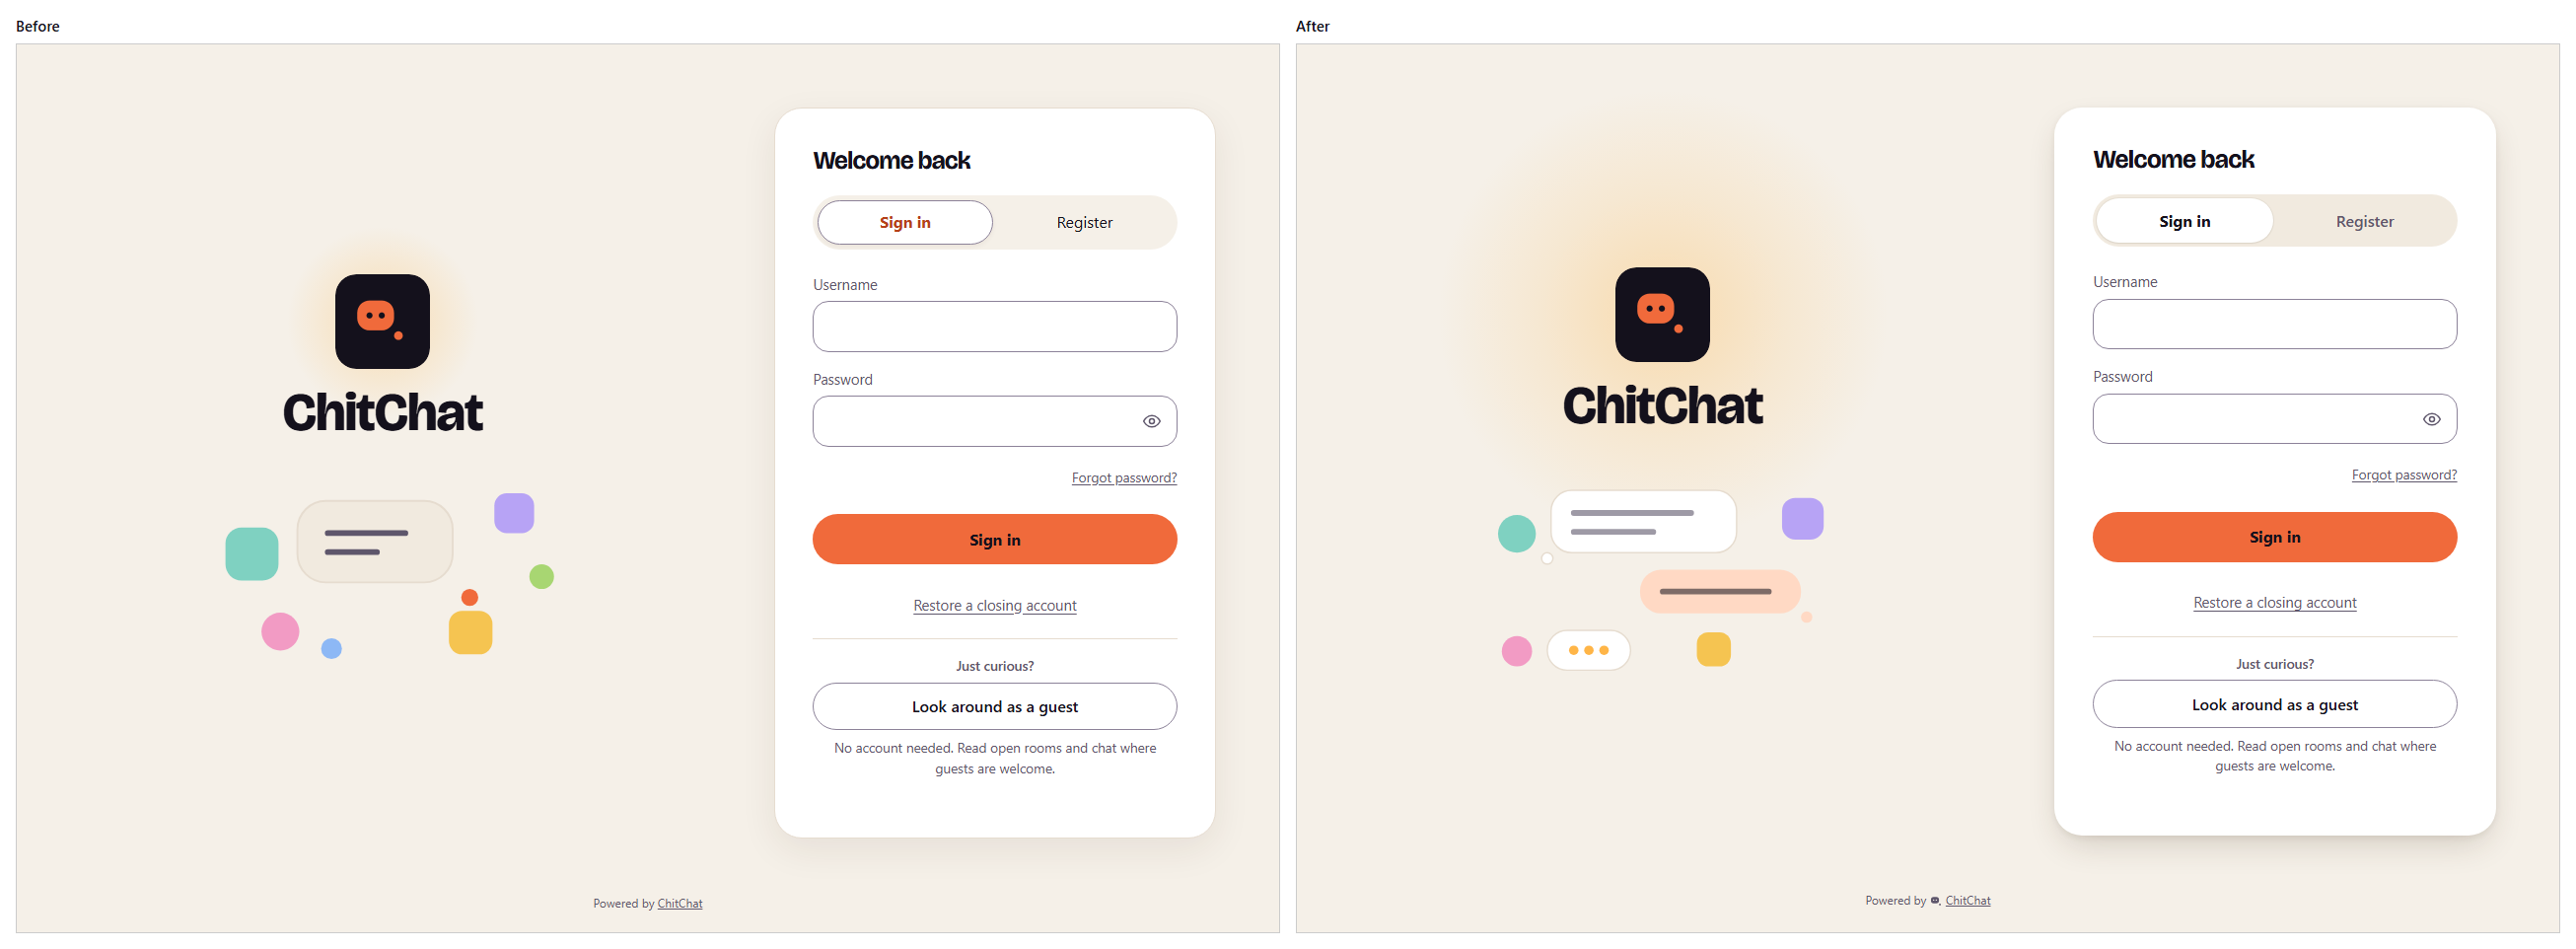 Before
ChitChat
Welcome back
Sign in
Register
Username
Password
Forgot password?
Sign in
Restore a closing account
Just curious?
Look around as a guest
No account needed. Read open rooms and chat where
guests are welcome.
Powered by ChitChat
After
ChitChat
Welcome back
Sign in
Register
Username
Password
Forgot password?
Sign in
Restore a closing account
Just curious?
Look around as a guest
No account needed. Read open rooms and chat where
guests are welcome.
Powered by ChitChat